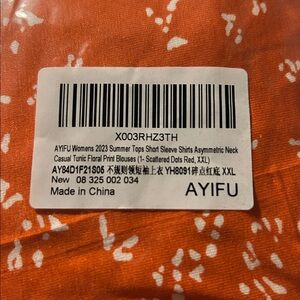 X003RHZ3TH
AYIFU Womens 2023 Summer Tops Short Sleeve Shirts Asymmetric Neck
Casual Tunic Floral Print Blouses (1- Scattered Dots Red, XXL)
AY84D1F21S05 不规则领短袖上衣 YH8091碎点红底 XXL
New 08 325 002 034
Made in China
AYIFU